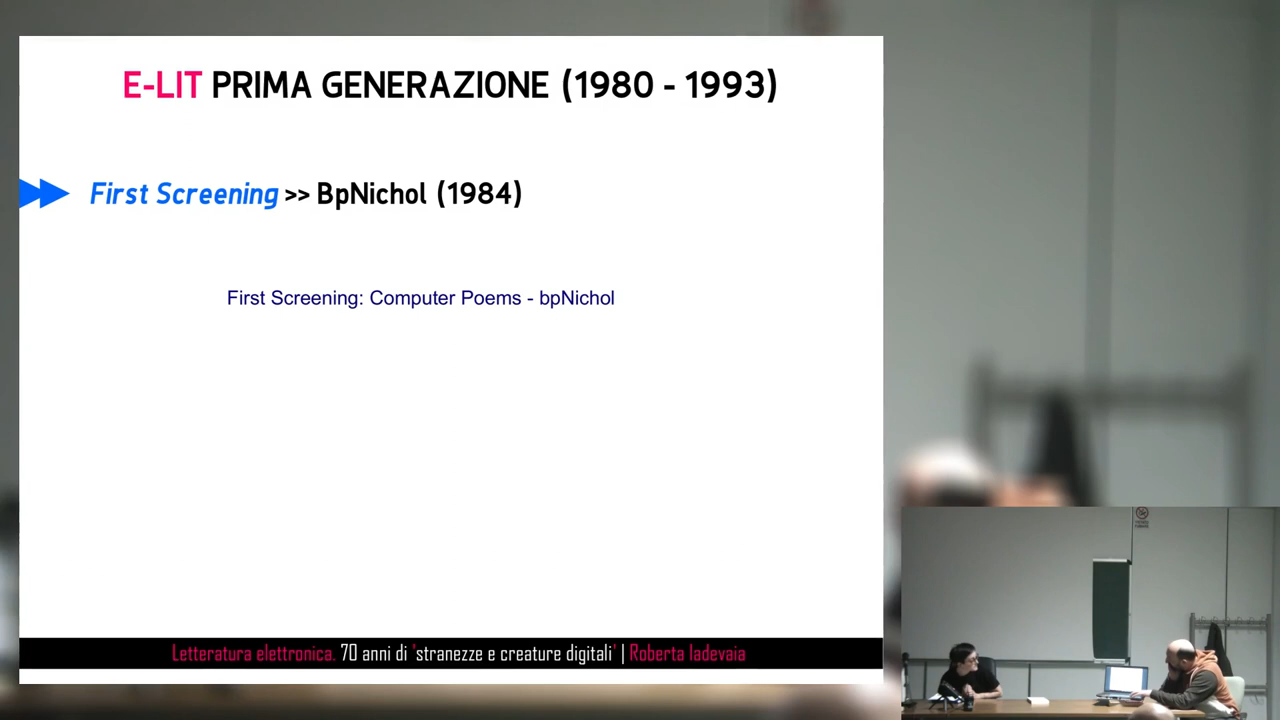 E-LIT PRIMA GENERAZIONE (1980 - 1993)
First Screening >> BpNichol (1984)
First Screening: Computer Poems - bpNichol
Letteratura elettronica. 70 anni di 'stranezze e creature digitali' | Roberta Iadevaia